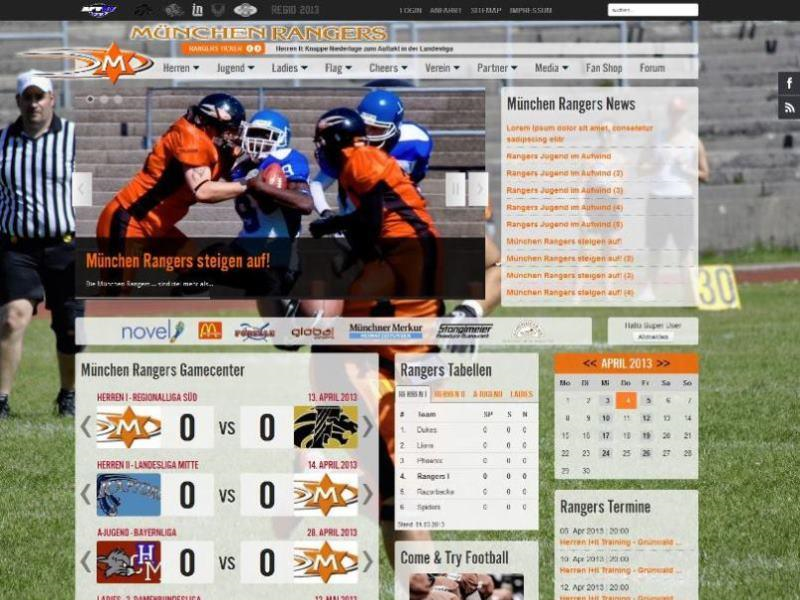 REGIO 2013
LOGIN ANFAHRT SITEMAP IMPRESSUM
suchen...
MÜNCHEN RANGERS
RANGERS TICKER
Herren II: Knappe Niederlage zum Auftakt in der Landesliga
Herren Jugend Ladies Flag Cheers Verein Partner Media Fan Shop Forum
München Rangers News
Lorem ipsum dolor sit amet, consetetur
sadipscing elitr
Rangers Jugend im Aufwind
Rangers Jugend im Aufwind (2)
Rangers Jugend im Aufwind (3)
Rangers Jugend im Aufwind (4)
Rangers Jugend im Aufwind (5)
München Rangers steigen auf!
München Rangers steigen auf! (2)
München Rangers steigen auf! (3)
München Rangers steigen auf! (4)
München Rangers steigen auf!
Die München Rangers ... sind die mehr als...
30
novel
FORELLE
global
Münchner Merkur
Stanglmeier
Hallo Super User
Abmelden
München Rangers Gamecenter
HERREN I - REGIONALLIGA SÜD 13. APRIL 2013
M 0 VS 0
HERREN II - LANDESLIGA MITTE 14. APRIL 2013
0 VS 0 M
A-JUGEND - BAYERNLIGA 28. APRIL 2013
HM 0 VS 0 M
LADIES - 2. DAMENBUNDESLIGA 12. MAI 2013
Rangers Tabellen
HERREN I HERREN II A-JUGEND LADIES
# Team SP S N
1. Dukes 0 0 0
2. Lions 0 0 0
3. Phoenix 0 0 0
4. Rangers I 0 0 0
5. Razorbacks 0 0 0
6. Spiders 0 0 0
Stand: 01.03.2013
Come & Try Football
<< APRIL 2013 >>
Mo Di Mi Do Fr Sa So
1 2 3 4 5 6 7
8 9 10 11 12 13 14
15 16 17 18 19 20 21
22 23 24 25 26 27 28
29 30
Rangers Termine
05. Apr 2013 | 20:00
Herren I+II Training - Grünwald ...
10. Apr 2013 | 20:00
Herren I+II Training - Grünwald ...
12. Apr 2013 | 20:00
Herren I+II Training - Grünwald ...